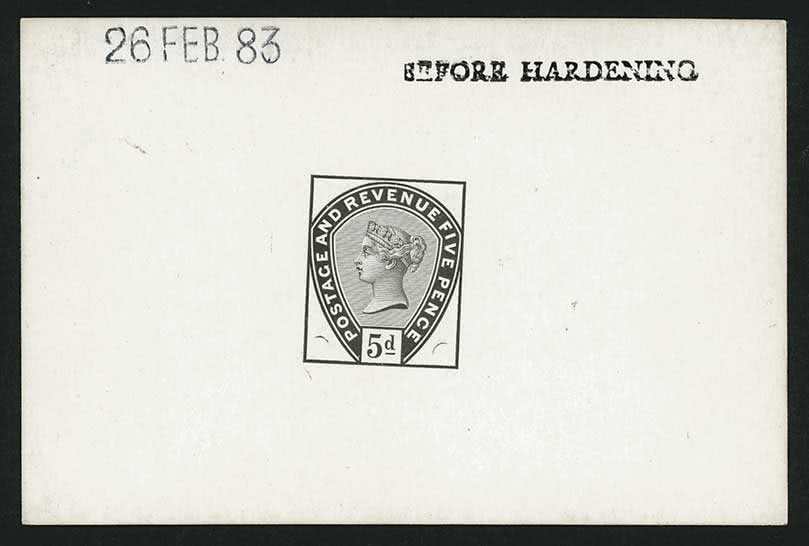 26 FEB. 83
BEFORE HARDENING
POSTAGE AND REVENUE FIVE PENCE
5d